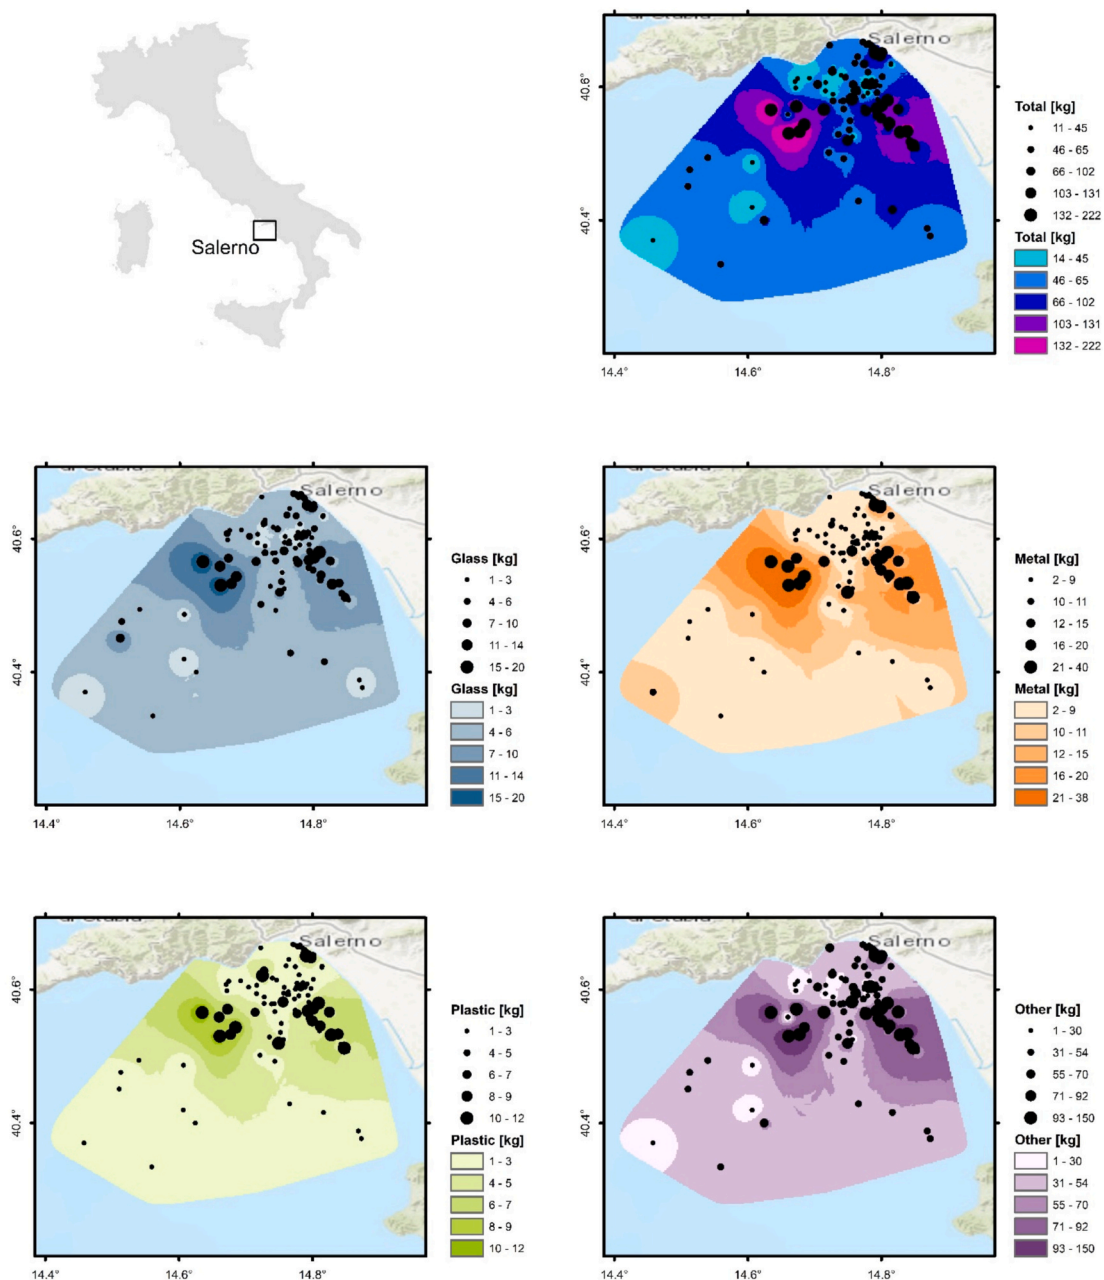 Salerno
Salerno
40.6°
40.4°
14.4°
14.6°
14.8°
Total [kg]
11 - 45
46 - 65
66 - 102
103 - 131
132 - 222
Total [kg]
14 - 45
46 - 65
66 - 102
103 - 131
132 - 222
Salerno
40.6°
40.4°
14.4°
14.6°
14.8°
Glass [kg]
1 - 3
4 - 6
7 - 10
11 - 14
15 - 20
Glass [kg]
1 - 3
4 - 6
7 - 10
11 - 14
15 - 20
Salerno
40.6°
40.4°
14.4°
14.6°
14.8°
Metal [kg]
2 - 9
10 - 11
12 - 15
16 - 20
21 - 40
Metal [kg]
2 - 9
10 - 11
12 - 15
16 - 20
21 - 38
Salerno
40.6°
40.4°
14.4°
14.6°
14.8°
Plastic [kg]
1 - 3
4 - 5
6 - 7
8 - 9
10 - 12
Plastic [kg]
1 - 3
4 - 5
6 - 7
8 - 9
10 - 12
Salerno
40.6°
40.4°
14.4°
14.6°
14.8°
Other [kg]
1 - 30
31 - 54
55 - 70
71 - 92
93 - 150
Other [kg]
1 - 30
31 - 54
55 - 70
71 - 92
93 - 150